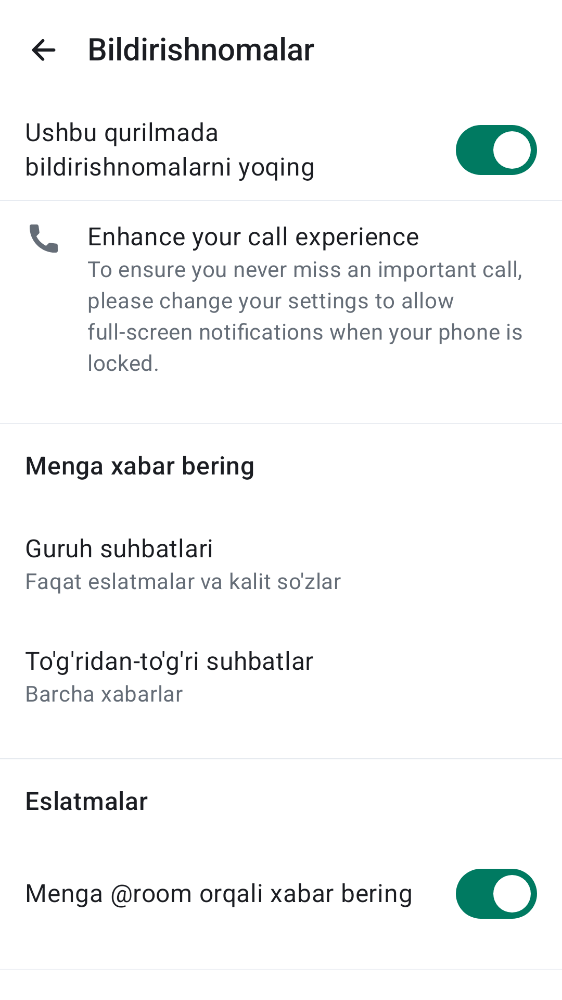 Bildirishnomalar
Ushbu qurilmada
bildirishnomalarni yoqing
Enhance your call experience
To ensure you never miss an important call,
please change your settings to allow
full-screen notifications when your phone is
locked.
Menga xabar bering
Guruh suhbatlari
Faqat eslatmalar va kalit so'zlar
To'g'ridan-to'g'ri suhbatlar
Barcha xabarlar
Eslatmalar
Menga @room orqali xabar bering